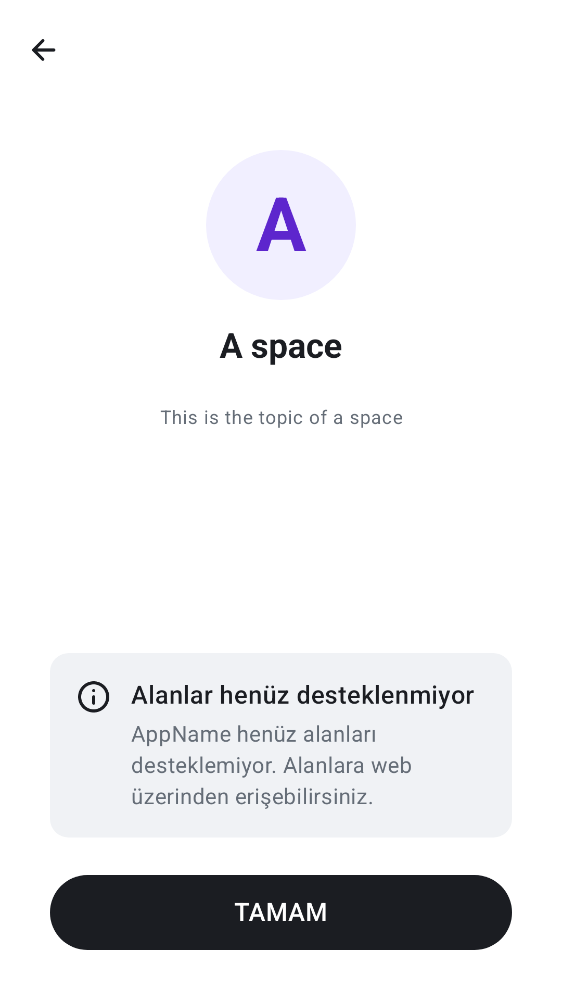 A
A space
This is the topic of a space
Alanlar henüz desteklenmiyor
AppName henüz alanları
desteklemiyor. Alanlara web
üzerinden erişebilirsiniz.
TAMAM